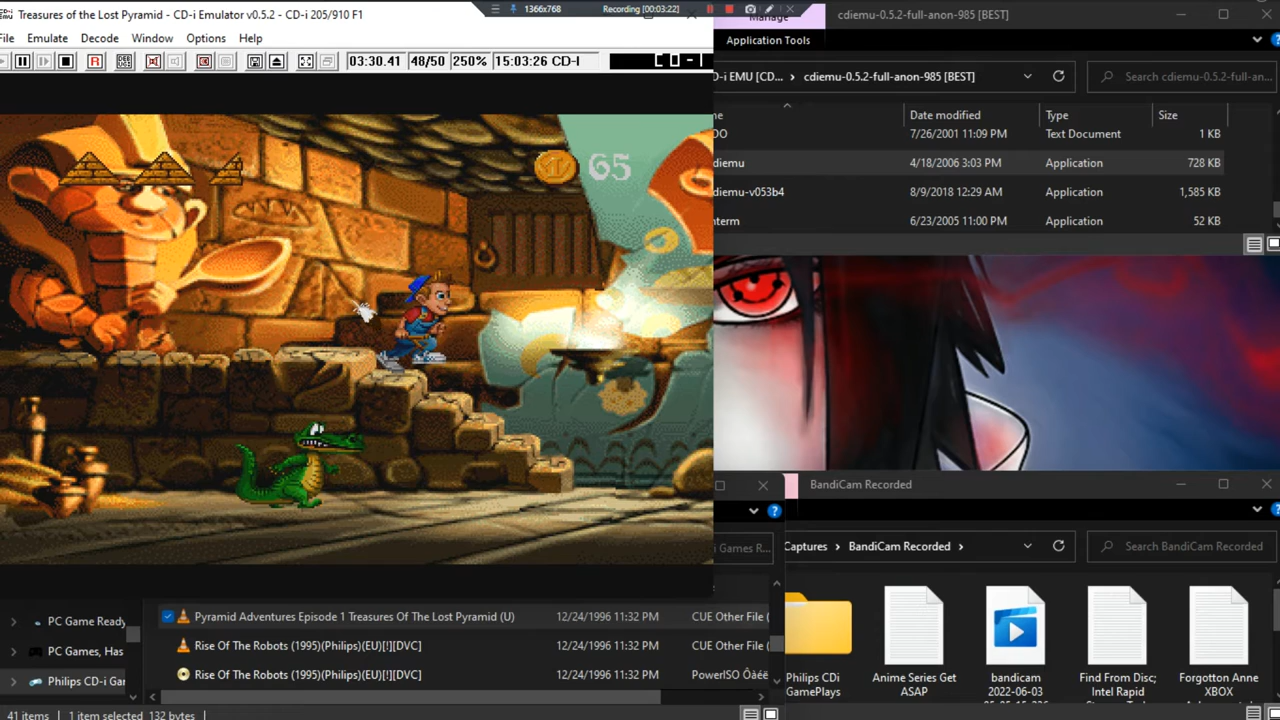 Treasures of the Lost Pyramid - CD-i Emulator v0.5.2 - CD-i 205/910 F1
1366x768
Recording [00:03:22]
File Emulate Decode Window Options Help
03:30.41 48/50 250% 15:03:26 CD-I
CD-I
65
Manage
cdiemu-0.5.2-full-anon-985 [BEST]
Application Tools
cdiemu-0.5.2-full-anon-985 [BEST]
Search cdiemu-0.5.2-full-an...
Date modified Type Size
7/26/2001 11:09 PM Text Document 1 KB
4/18/2006 3:03 PM Application 728 KB
diemu-v053b4 8/9/2018 12:29 AM Application 1,585 KB
6/23/2005 11:00 PM Application 52 KB
BandiCam Recorded
Captures > BandiCam Recorded >
Search BandiCam Recorded
Philips CDi GamePlays
Anime Series Get ASAP
bandicam 2022-06-03
Find From Disc; Intel Rapid
Forgotton Anne XBOX
PC Game Ready
PC Games, Has
Philips CD-i Gar
Pyramid Adventures Episode 1 Treasures Of The Lost Pyramid (U) 12/24/1996 11:32 PM CUE Other File (
Rise Of The Robots (1995)(Philips)(EU)[!][DVC] 12/24/1996 11:32 PM CUE Other File (
Rise Of The Robots (1995)(Philips)(EU)[!][DVC] 12/24/1996 11:32 PM PowerISO Ôàéë
41 items 1 item selected 132 bytes